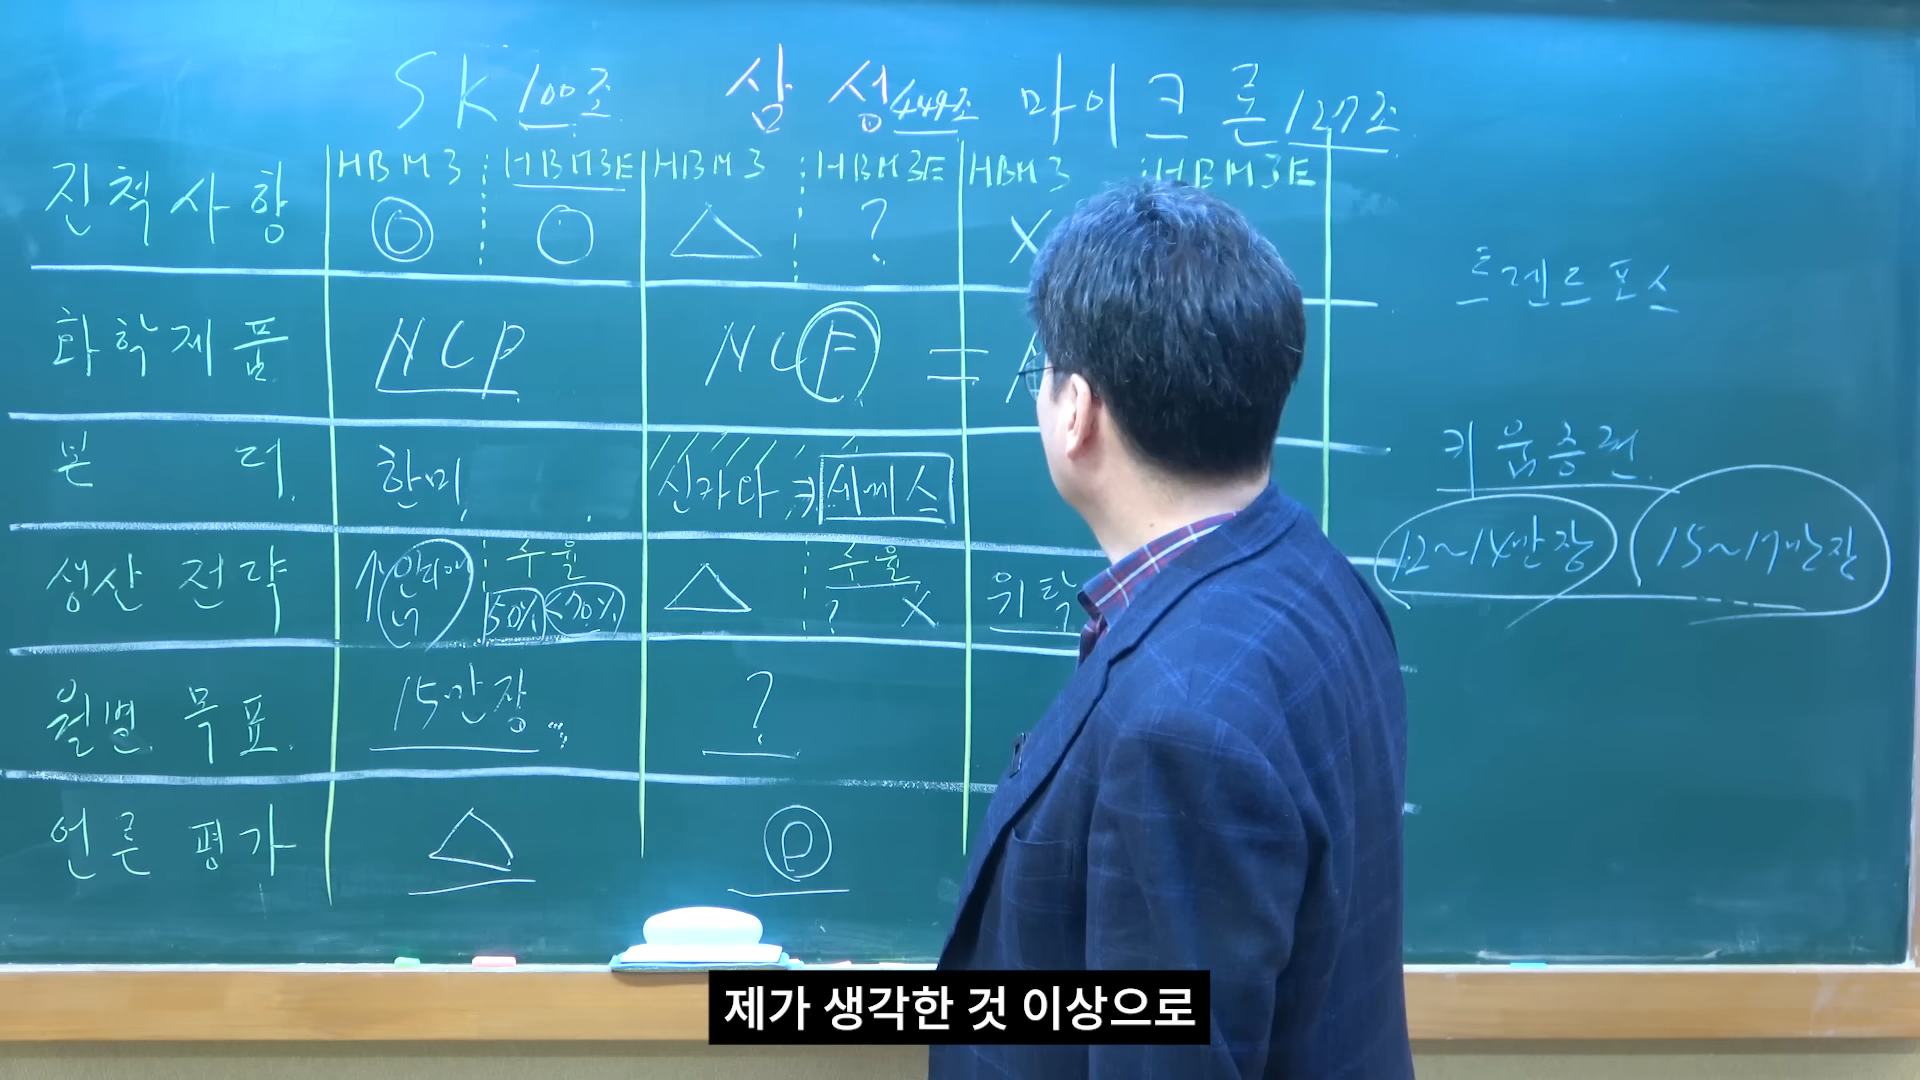 SK 100조 삼성 449조 마이크론 127조
HBM3 HBM3E HBM3 HBM3E HBM3 HBM3E
진척사항 ◎ ○ △ ? X
트렌드포스
화학제품 NCP NCF =
키움증권
본더 한미 신카다, 세메스
12~14만장 15~17만장
생산 전략 ↑ 수율 50% <70% △ 수율 ? X 위탁
월별 목표 15만장 ?
언론 평가 △ ◎
제가 생각한 것 이상으로